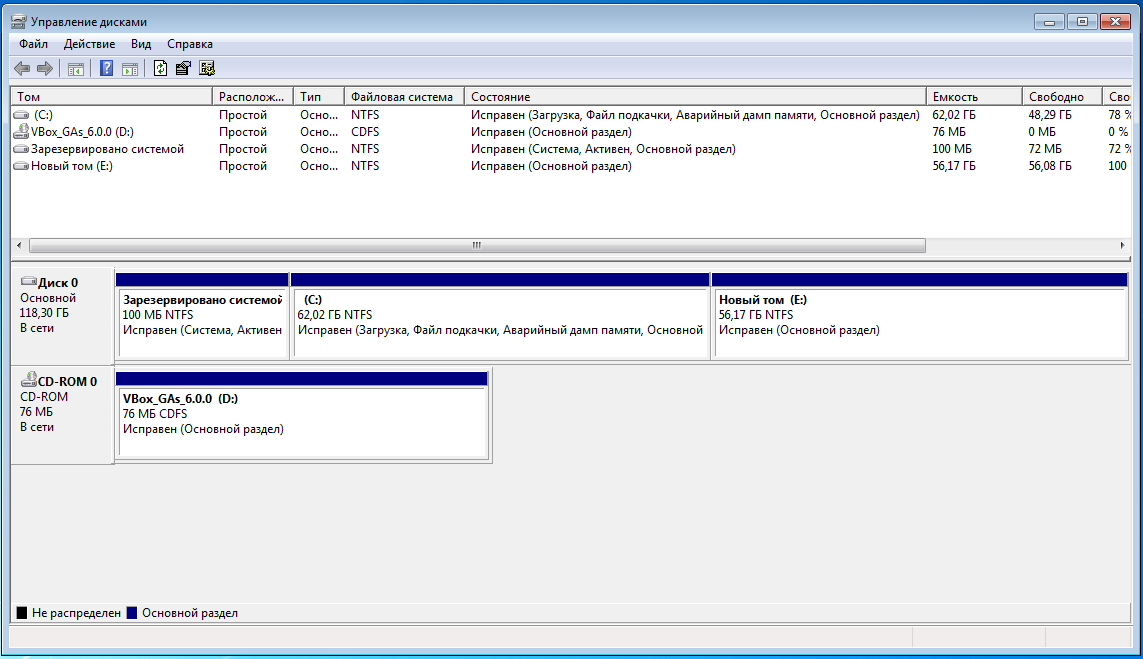 Управление дисками
Файл Действие Вид Справка
Том Располож... Тип Файловая система Состояние Емкость Свободно Сво
(C:) Простой Осно... NTFS Исправен (Загрузка, Файл подкачки, Аварийный дамп памяти, Основной раздел) 62,02 ГБ 48,29 ГБ 78 %
VBox_GAs_6.0.0 (D:) Простой Осно... CDFS Исправен (Основной раздел) 76 МБ 0 МБ 0 %
Зарезервировано системой Простой Осно... NTFS Исправен (Система, Активен, Основной раздел) 100 МБ 72 МБ 72 %
Новый том (E:) Простой Осно... NTFS Исправен (Основной раздел) 56,17 ГБ 56,08 ГБ 100
Диск 0
Основной
118,30 ГБ
В сети
Зарезервировано системой
100 МБ NTFS
Исправен (Система, Активен
(C:)
62,02 ГБ NTFS
Исправен (Загрузка, Файл подкачки, Аварийный дамп памяти, Основной
Новый том (E:)
56,17 ГБ NTFS
Исправен (Основной раздел)
CD-ROM 0
CD-ROM
76 МБ
В сети
VBox_GAs_6.0.0 (D:)
76 МБ CDFS
Исправен (Основной раздел)
Не распределен Основной раздел